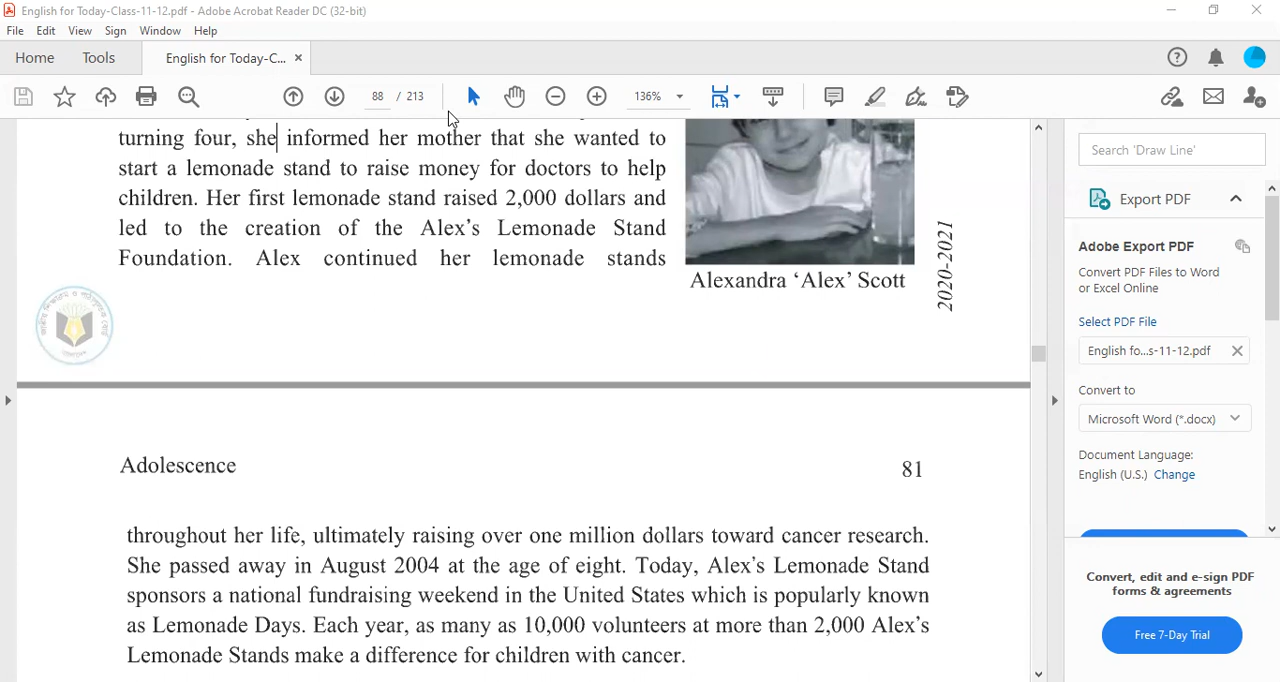 English for Today-Class-11-12.pdf - Adobe Acrobat Reader DC (32-bit)
File Edit View Sign Window Help
Home Tools English for Today-C... ×
88 / 213 136%
turning four, she informed her mother that she wanted to
start a lemonade stand to raise money for doctors to help
children. Her first lemonade stand raised 2,000 dollars and
led to the creation of the Alex’s Lemonade Stand
Foundation. Alex continued her lemonade stands
Alexandra ‘Alex’ Scott
2020-2021
Adolescence 81
throughout her life, ultimately raising over one million dollars toward cancer research.
She passed away in August 2004 at the age of eight. Today, Alex’s Lemonade Stand
sponsors a national fundraising weekend in the United States which is popularly known
as Lemonade Days. Each year, as many as 10,000 volunteers at more than 2,000 Alex’s
Lemonade Stands make a difference for children with cancer.
Search 'Draw Line'
Export PDF
Adobe Export PDF
Convert PDF Files to Word
or Excel Online
Select PDF File
English fo...s-11-12.pdf
Convert to
Microsoft Word (*.docx)
Document Language:
English (U.S.) Change
Convert, edit and e-sign PDF
forms & agreements
Free 7-Day Trial